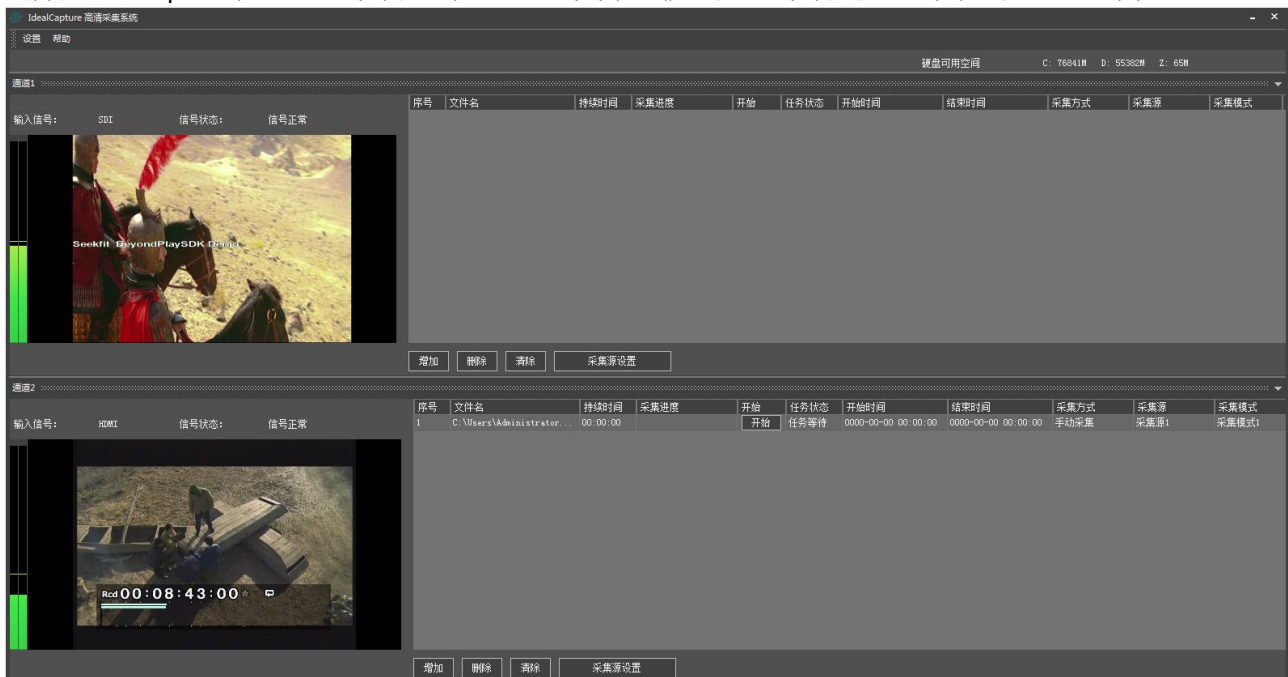 IdealCapture 高清采集系统
设置 帮助
硬盘可用空间 C: 76841M D: 55382M Z: 65M
通道1
序号 文件名 持续时间 采集进度 开始 任务状态 开始时间 结束时间 采集方式 采集源 采集模式
输入信号: SDI 信号状态: 信号正常
Seekfit BeyondPlaySDK Demo
增加 删除 清除 采集源设置
通道2
序号 文件名 持续时间 采集进度 开始 任务状态 开始时间 结束时间 采集方式 采集源 采集模式
输入信号: HDMI 信号状态: 信号正常
1 C:\Users\Administrator... 00:00:00 开始 任务等待 0000-00-00 00:00:00 0000-00-00 00:00:00 手动采集 采集源1 采集模式1
Rcd 00:08:43:00
增加 删除 清除 采集源设置